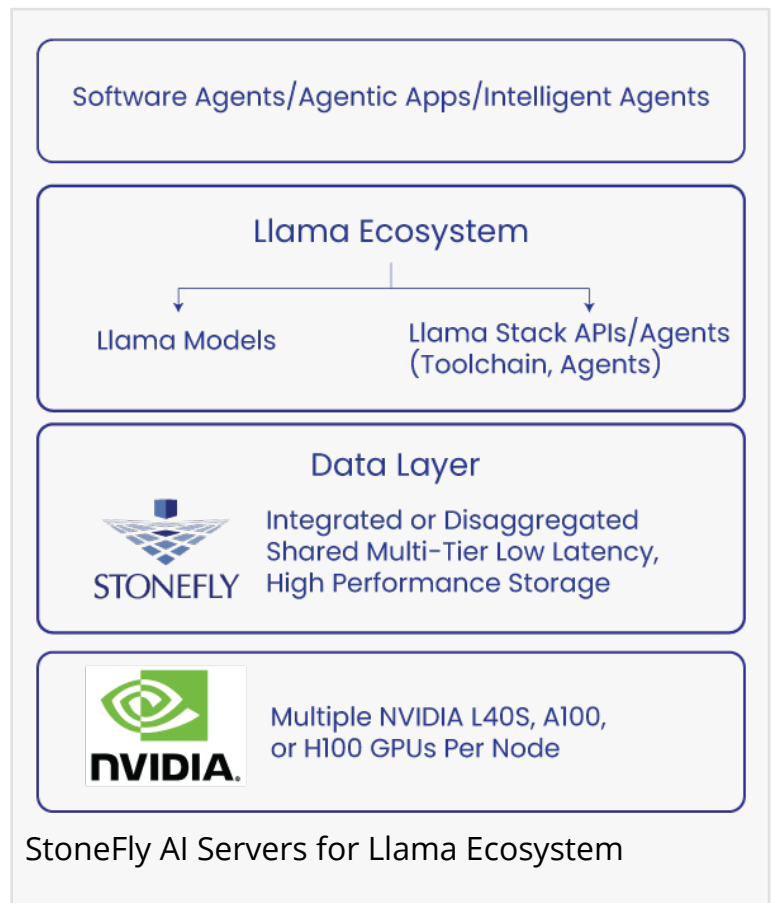 Software Agents/Agentic Apps/Intelligent Agents
Llama Ecosystem
Llama Models
Llama Stack APIs/Agents
(Toolchain, Agents)
Data Layer
STONEFLY
Integrated or Disaggregated
Shared Multi-Tier Low Latency,
High Performance Storage
NVIDIA.
Multiple NVIDIA L40S, A100,
or H100 GPUs Per Node
StoneFly AI Servers for Llama Ecosystem